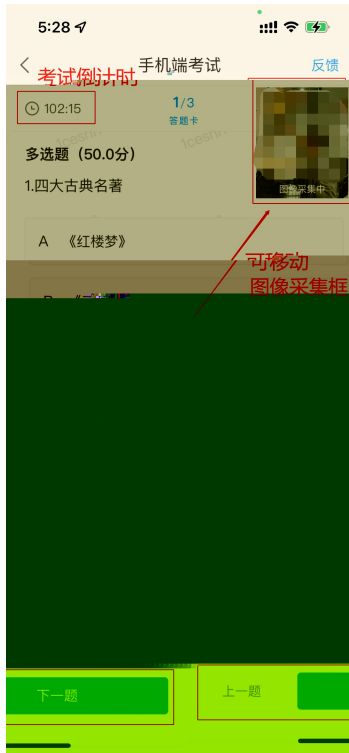 5:28
手机端考试
反馈
考试倒计时
102:15
1/3
答题卡
1ceshi
1ceshi
多选题（50.0分）
图像采集中
1.四大古典名著
A 《红楼梦》
可移动
图像采集框
下一题
上一题